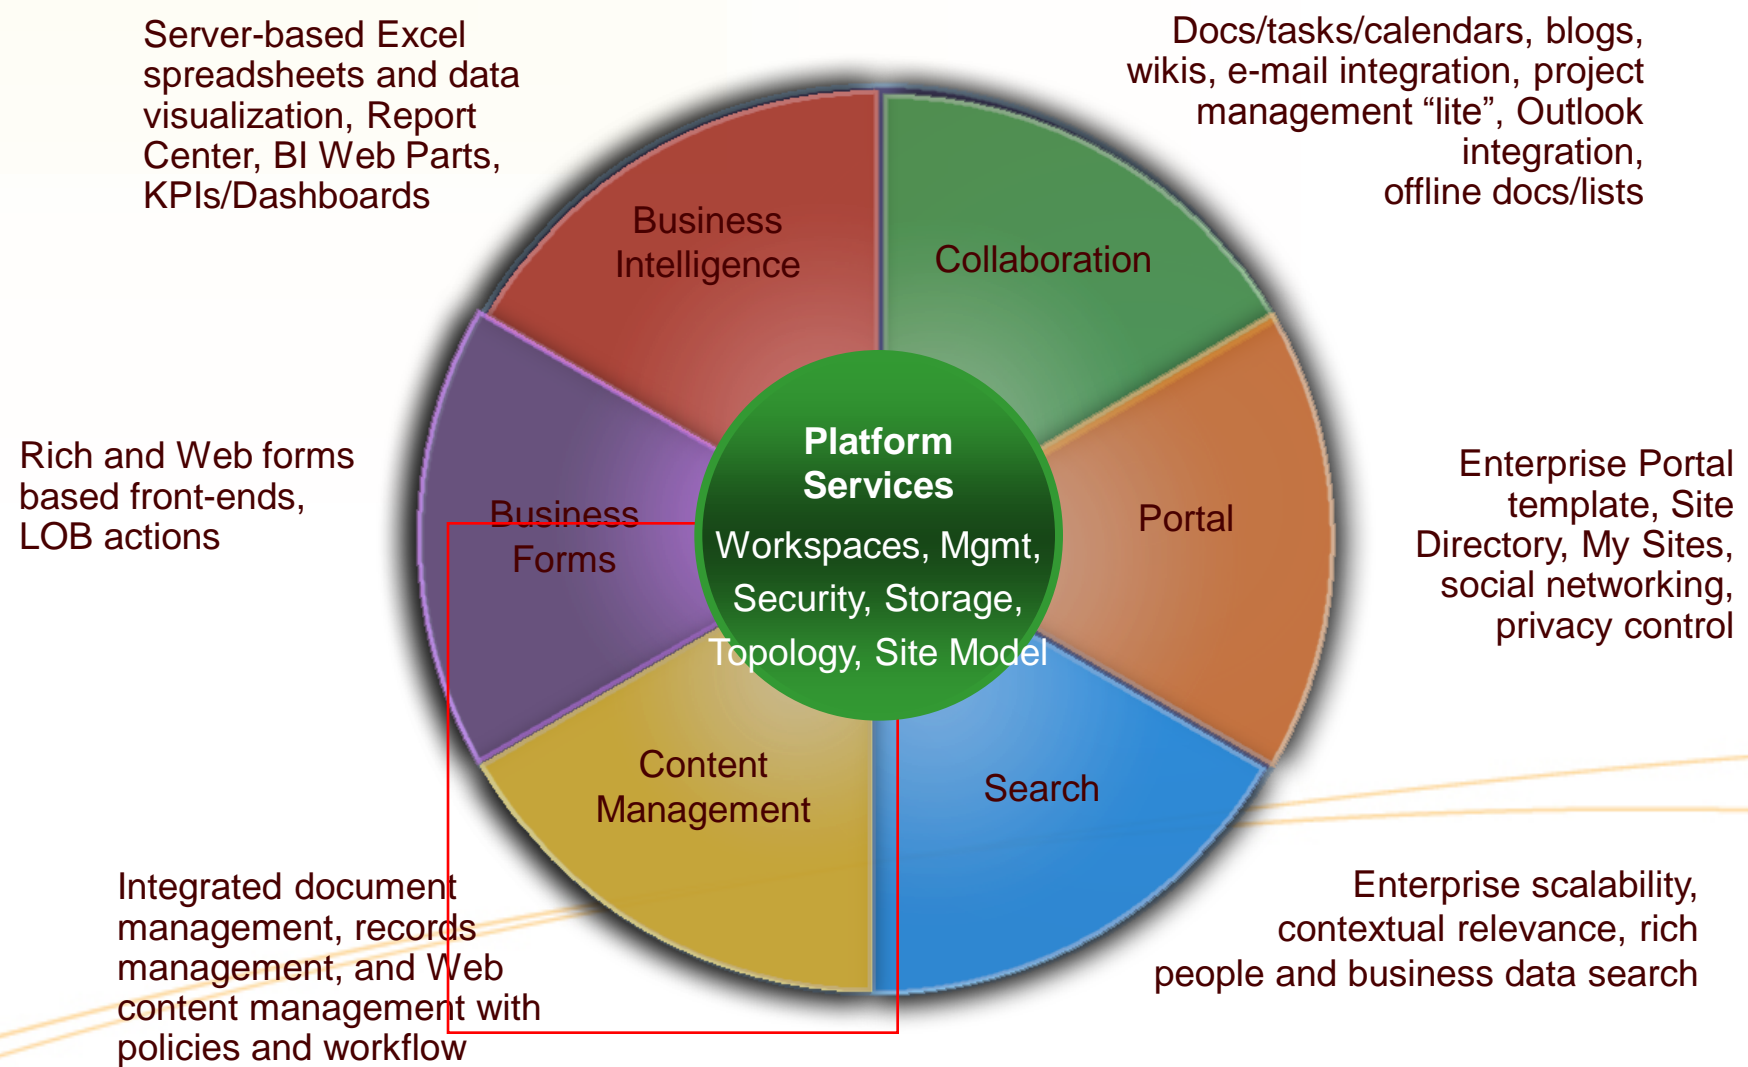 Server-based Excel
spreadsheets and data
visualization, Report
Center, BI Web Parts,
KPIs/Dashboards
Docs/tasks/calendars, blogs,
wikis, e-mail integration, project
management “lite”, Outlook
integration,
offline docs/lists
Business
Intelligence
Collaboration
Rich and Web forms
based front-ends,
LOB actions
Business
Forms
Platform
Services
Workspaces, Mgmt,
Security, Storage,
Topology, Site Model
Portal
Enterprise Portal
template, Site
Directory, My Sites,
social networking,
privacy control
Content
Management
Search
Integrated document
management, records
management, and Web
content management with
policies and workflow
Enterprise scalability,
contextual relevance, rich
people and business data search